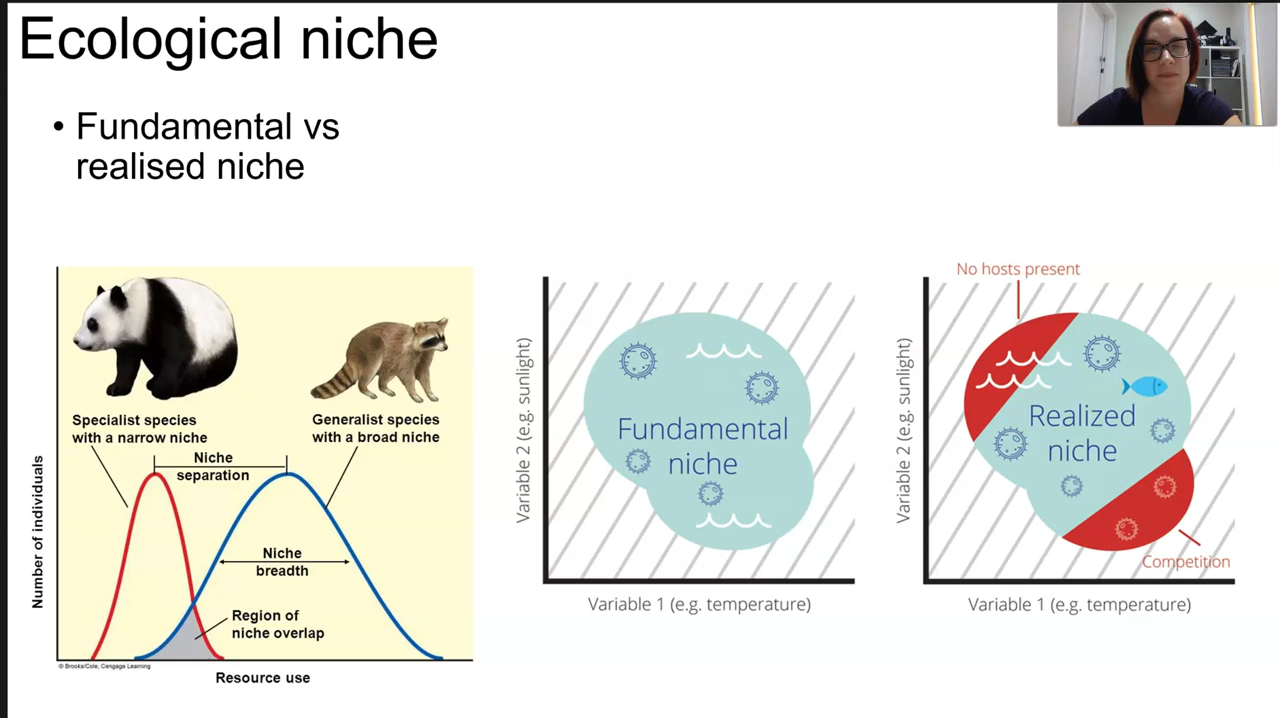 Ecological niche
• Fundamental vs
realised niche
Specialist species
with a narrow niche
Generalist species
with a broad niche
Niche
separation
Niche
breadth
Region of
niche overlap
Number of individuals
© Brooks/Cole, Cengage Learning
Resource use
Variable 2 (e.g. sunlight)
Fundamental
niche
Variable 1 (e.g. temperature)
No hosts present
Variable 2 (e.g. sunlight)
Realized
niche
Competition
Variable 1 (e.g. temperature)